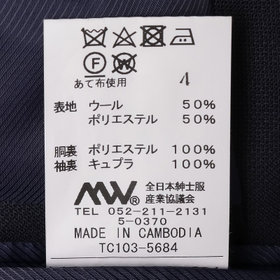 F
W
4
あて布使用
表地 ウール 50%
ポリエステル 50%
胴裏 ポリエステル 100%
袖裏 キュプラ 100%
MW® 全日本紳士服
産業協議会
TEL 052-211-2131
5-0370
MADE IN CAMBODIA
TC103-5684